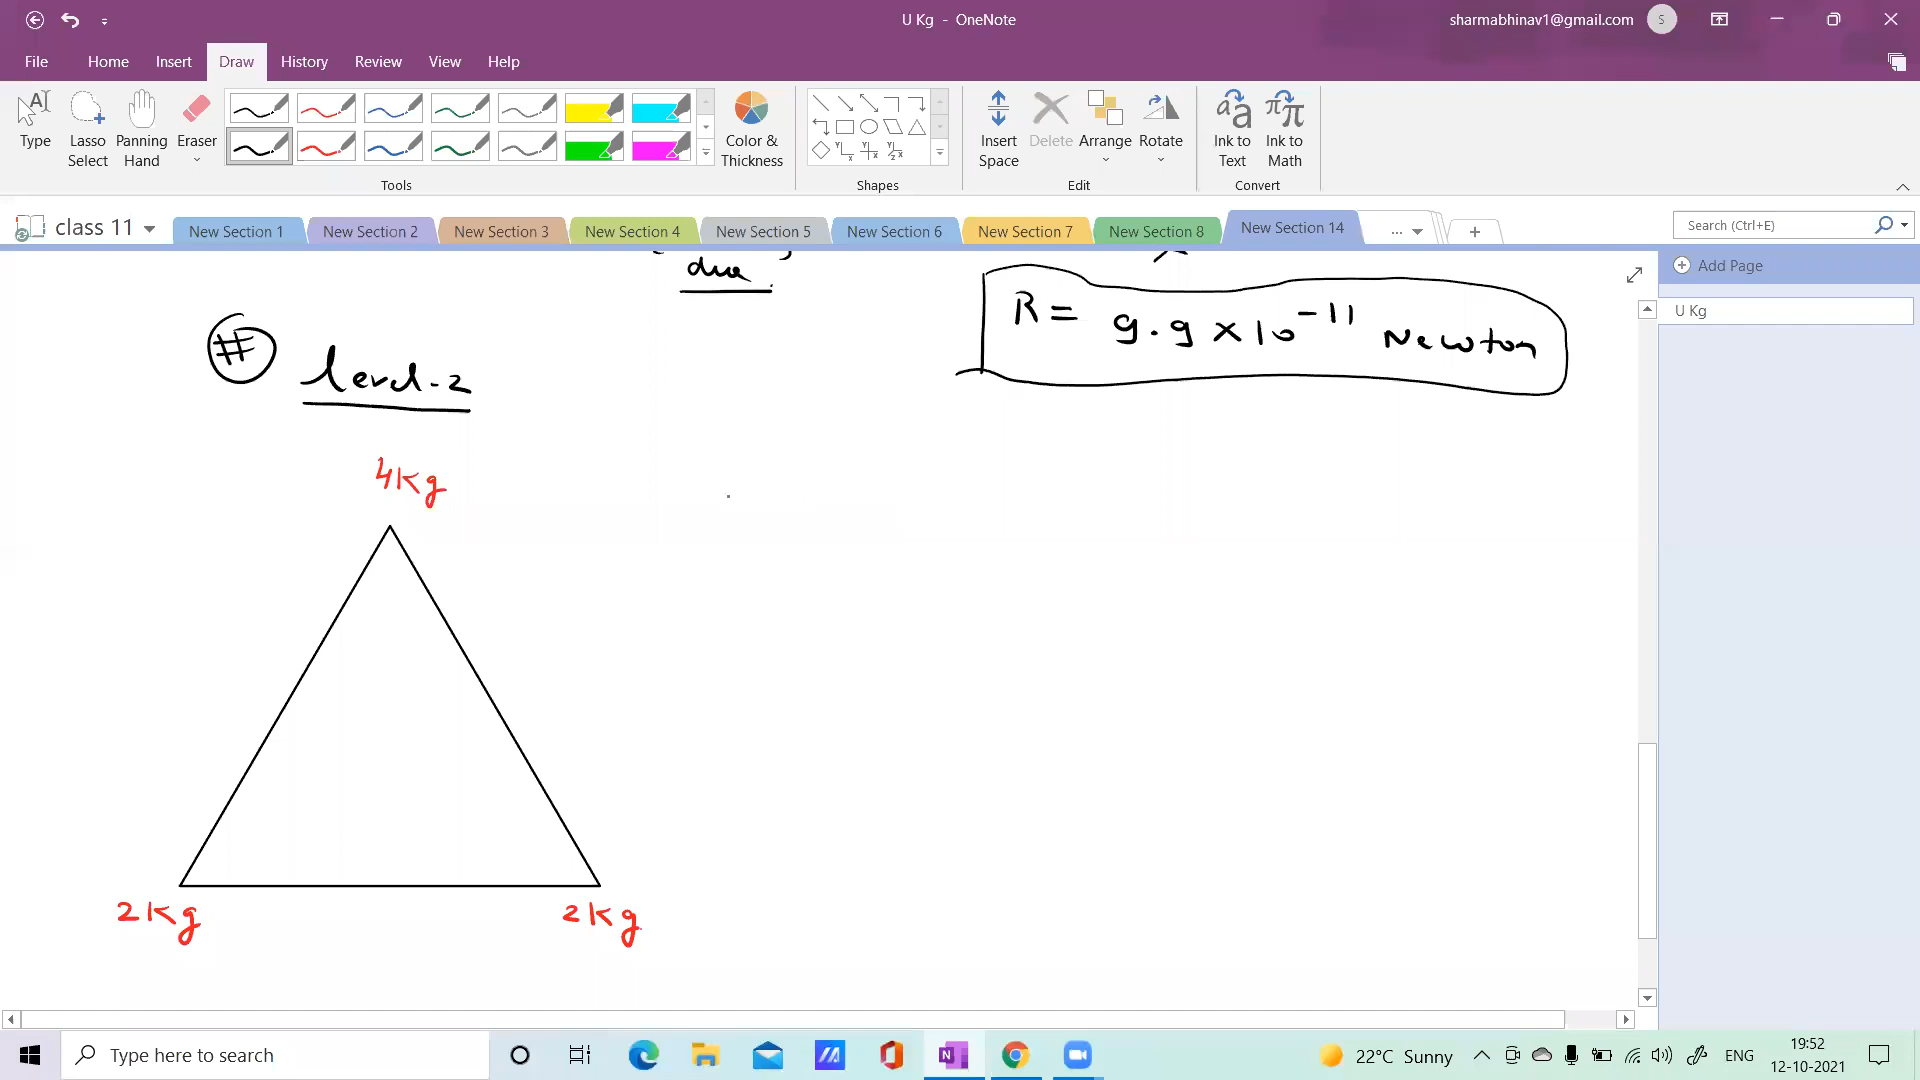 U Kg - OneNote
sharmabhinav1@gmail.com
S
File
Home
Insert
Draw
History
Review
View
Help
Type
Lasso Select
Panning Hand
Eraser
Color & Thickness
Insert Space
Delete
Arrange
Rotate
Ink to Text
Ink to Math
Tools
Shapes
Edit
Convert
class 11
New Section 1
New Section 2
New Section 3
New Section 4
New Section 5
New Section 6
New Section 7
New Section 8
New Section 14
...
+
Search (Ctrl+E)
Add Page
U Kg
due
R = 9.9 × 10⁻¹¹ Newton
# Level-2
4Kg
2Kg
2Kg
Type here to search
22°C Sunny
ENG
19:52
12-10-2021